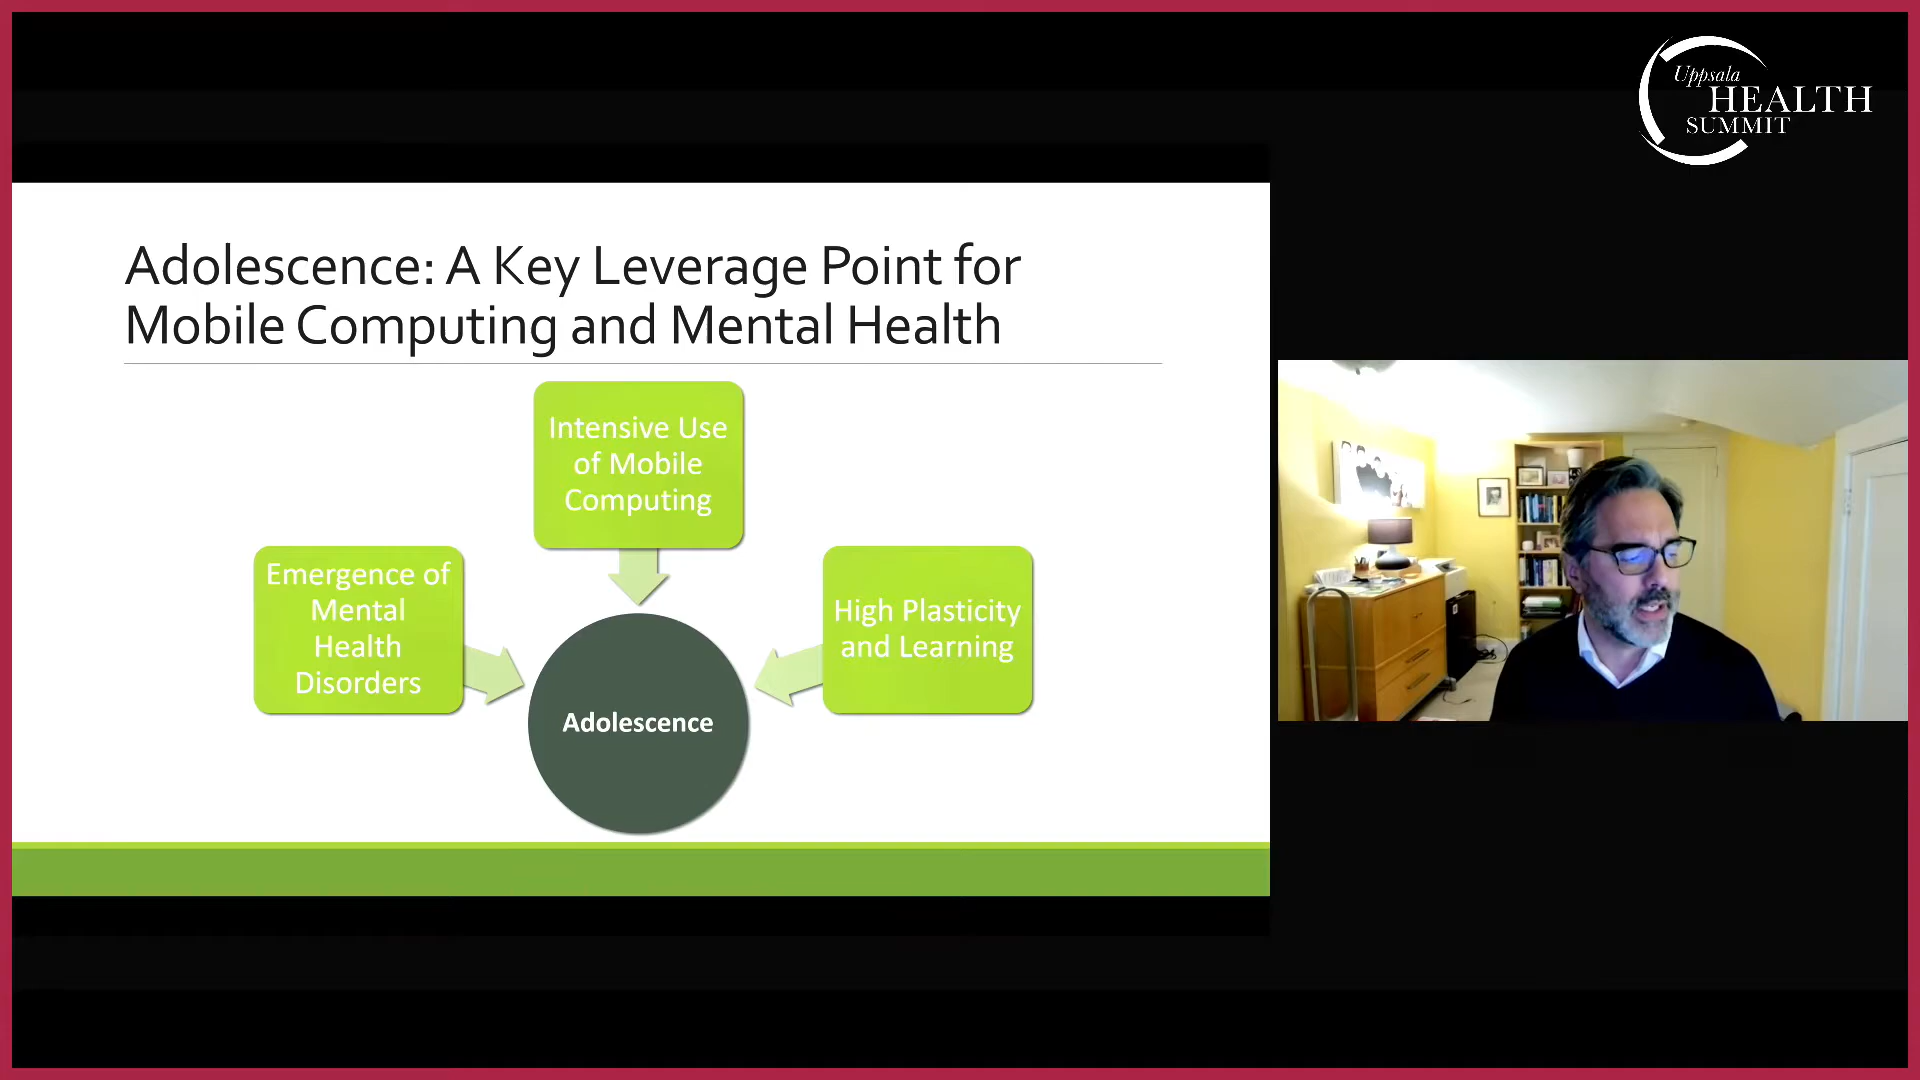 Uppsala
HEALTH
SUMMIT
Adolescence: A Key Leverage Point for
Mobile Computing and Mental Health
Intensive Use
of Mobile
Computing
Emergence of
Mental
Health
Disorders
High Plasticity
and Learning
Adolescence